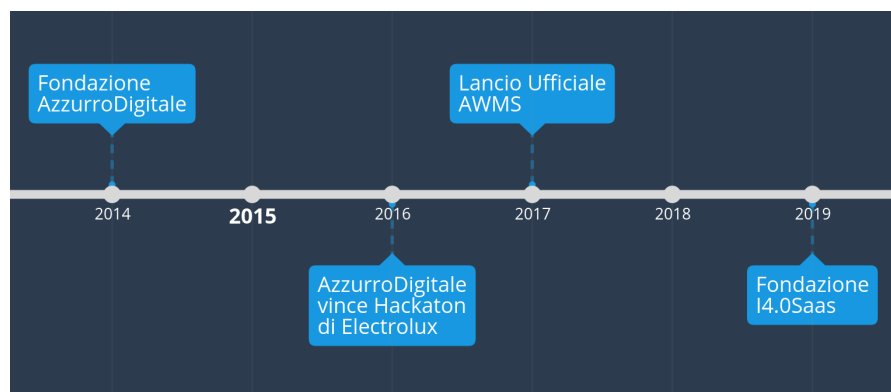 Fondazione
AzzurroDigitale
Lancio Ufficiale
AWMS
2014
2015
2016
2017
2018
2019
AzzurroDigitale
vince Hackaton
di Electrolux
Fondazione
I4.0Saas